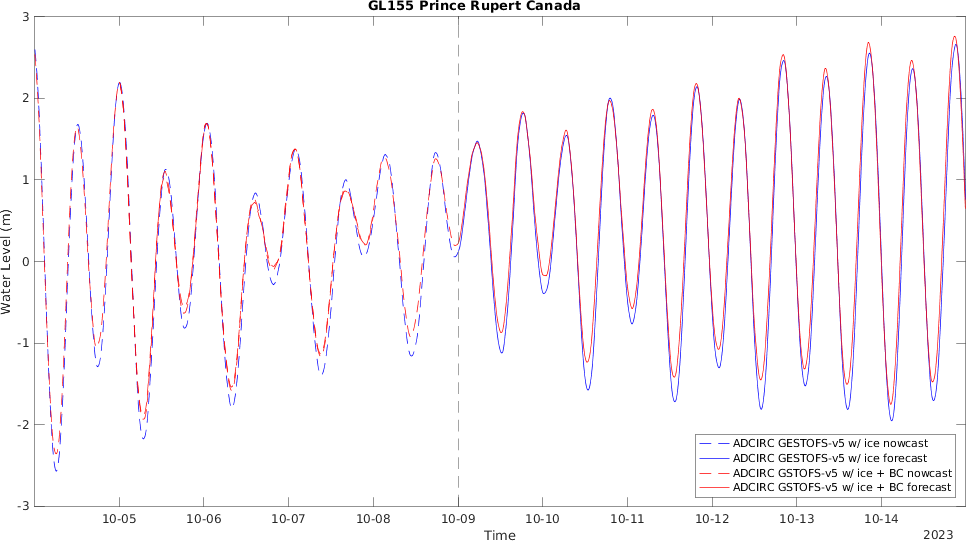 GL155 Prince Rupert Canada
3
2
1
0
-1
-2
-3
Water Level (m)
ADCIRC GESTOFS-v5 w/ ice nowcast
ADCIRC GESTOFS-v5 w/ ice forecast
ADCIRC GSTOFS-v5 w/ ice + BC nowcast
ADCIRC GSTOFS-v5 w/ ice + BC forecast
10-05 10-06 10-07 10-08 10-09 10-10 10-11 10-12 10-13 10-14
Time
2023